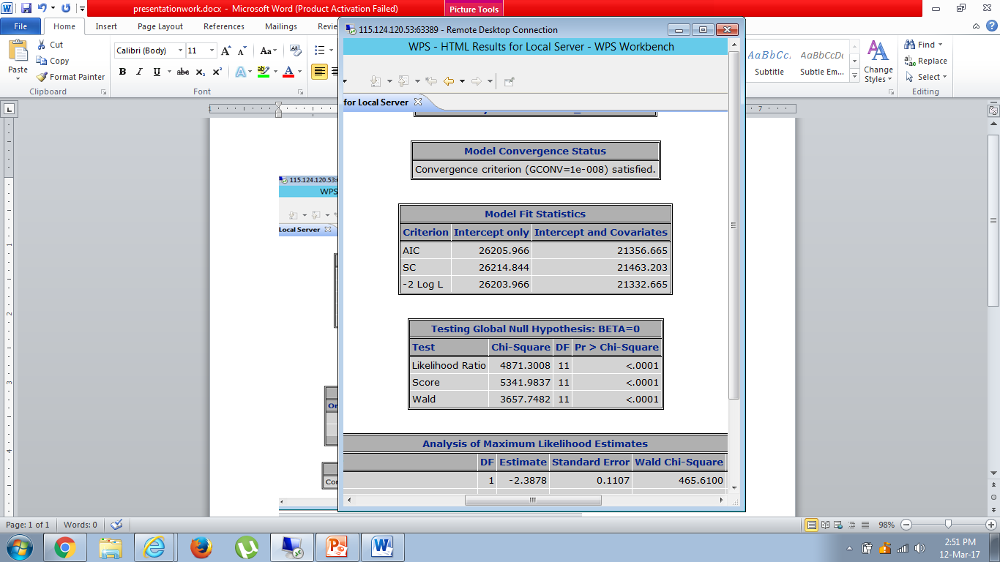 presentationwork.docx - Microsoft Word (Product Activation Failed)
Picture Tools
File Home Insert Page Layout References Mailings Revie
Paste
Cut
Copy
Format Painter
Clipboard
Calibri (Body) 11
Font
AaBbCc
Subtitle
AaBbCcDc
Subtle Em...
Change Styles
Find
Replace
Select
Editing
115.124.120.53:63389 - Remote Desktop Connection
WPS - HTML Results for Local Server - WPS Workbench
for Local Server
Model Convergence Status
Convergence criterion (GCONV=1e-008) satisfied.
Model Fit Statistics
Criterion Intercept only Intercept and Covariates
AIC 26205.966 21356.665
SC 26214.844 21463.203
-2 Log L 26203.966 21332.665
Testing Global Null Hypothesis: BETA=0
Test Chi-Square DF Pr > Chi-Square
Likelihood Ratio 4871.3008 11 <.0001
Score 5341.9837 11 <.0001
Wald 3657.7482 11 <.0001
Analysis of Maximum Likelihood Estimates
DF Estimate Standard Error Wald Chi-Square
1 -2.3878 0.1107 465.6100
115.124.120.53:
WPS
Local Server
Page: 1 of 1 Words: 0
98%
2:51 PM
12-Mar-17